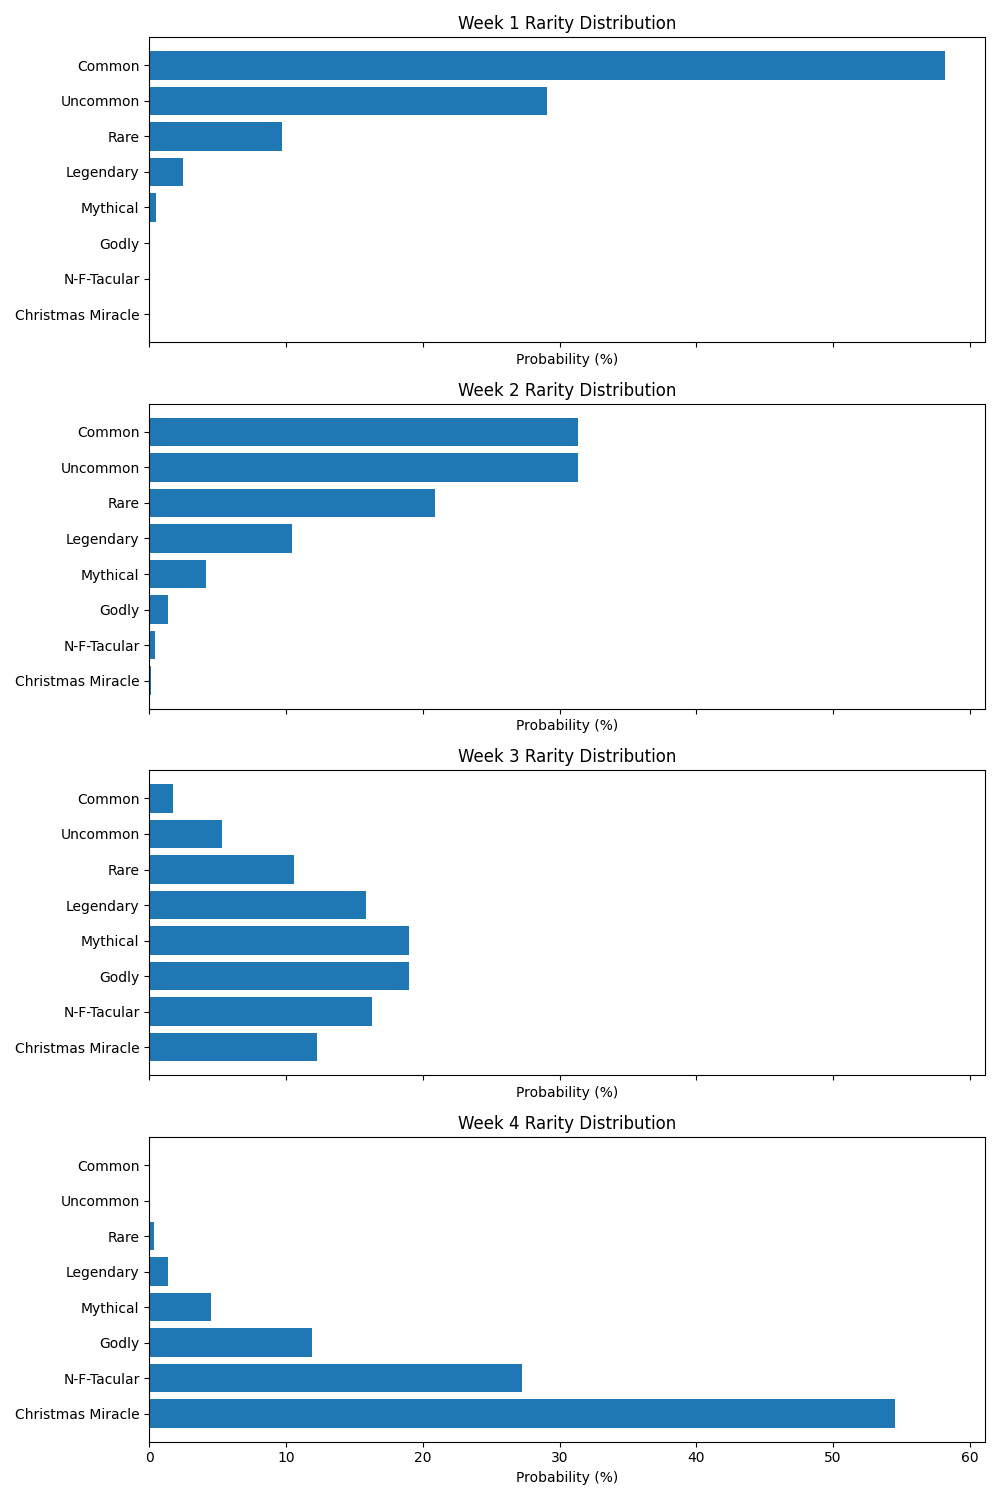 Week 1 Rarity Distribution
Common
Uncommon
Rare
Legendary
Mythical
Godly
N-F-Tacular
Christmas Miracle
Probability (%)
Week 2 Rarity Distribution
Common
Uncommon
Rare
Legendary
Mythical
Godly
N-F-Tacular
Christmas Miracle
Probability (%)
Week 3 Rarity Distribution
Common
Uncommon
Rare
Legendary
Mythical
Godly
N-F-Tacular
Christmas Miracle
Probability (%)
Week 4 Rarity Distribution
Common
Uncommon
Rare
Legendary
Mythical
Godly
N-F-Tacular
Christmas Miracle
0 10 20 30 40 50 60
Probability (%)